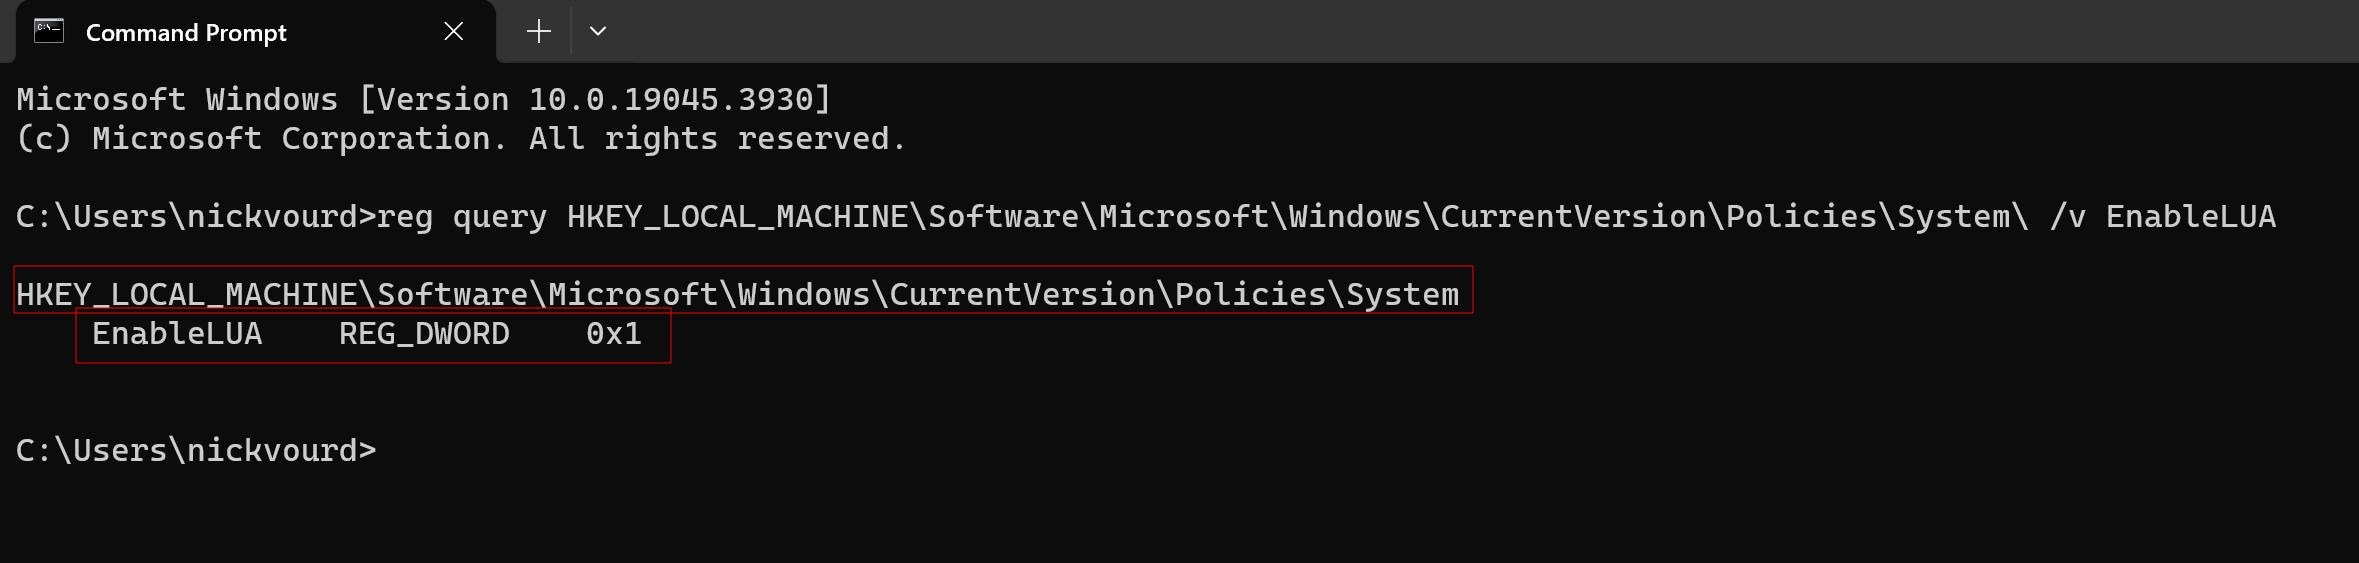 Command Prompt
Microsoft Windows [Version 10.0.19045.3930]
(c) Microsoft Corporation. All rights reserved.
C:\Users\nickvourd>reg query HKEY_LOCAL_MACHINE\Software\Microsoft\Windows\CurrentVersion\Policies\System\ /v EnableLUA
HKEY_LOCAL_MACHINE\Software\Microsoft\Windows\CurrentVersion\Policies\System
    EnableLUA    REG_DWORD    0x1
C:\Users\nickvourd>